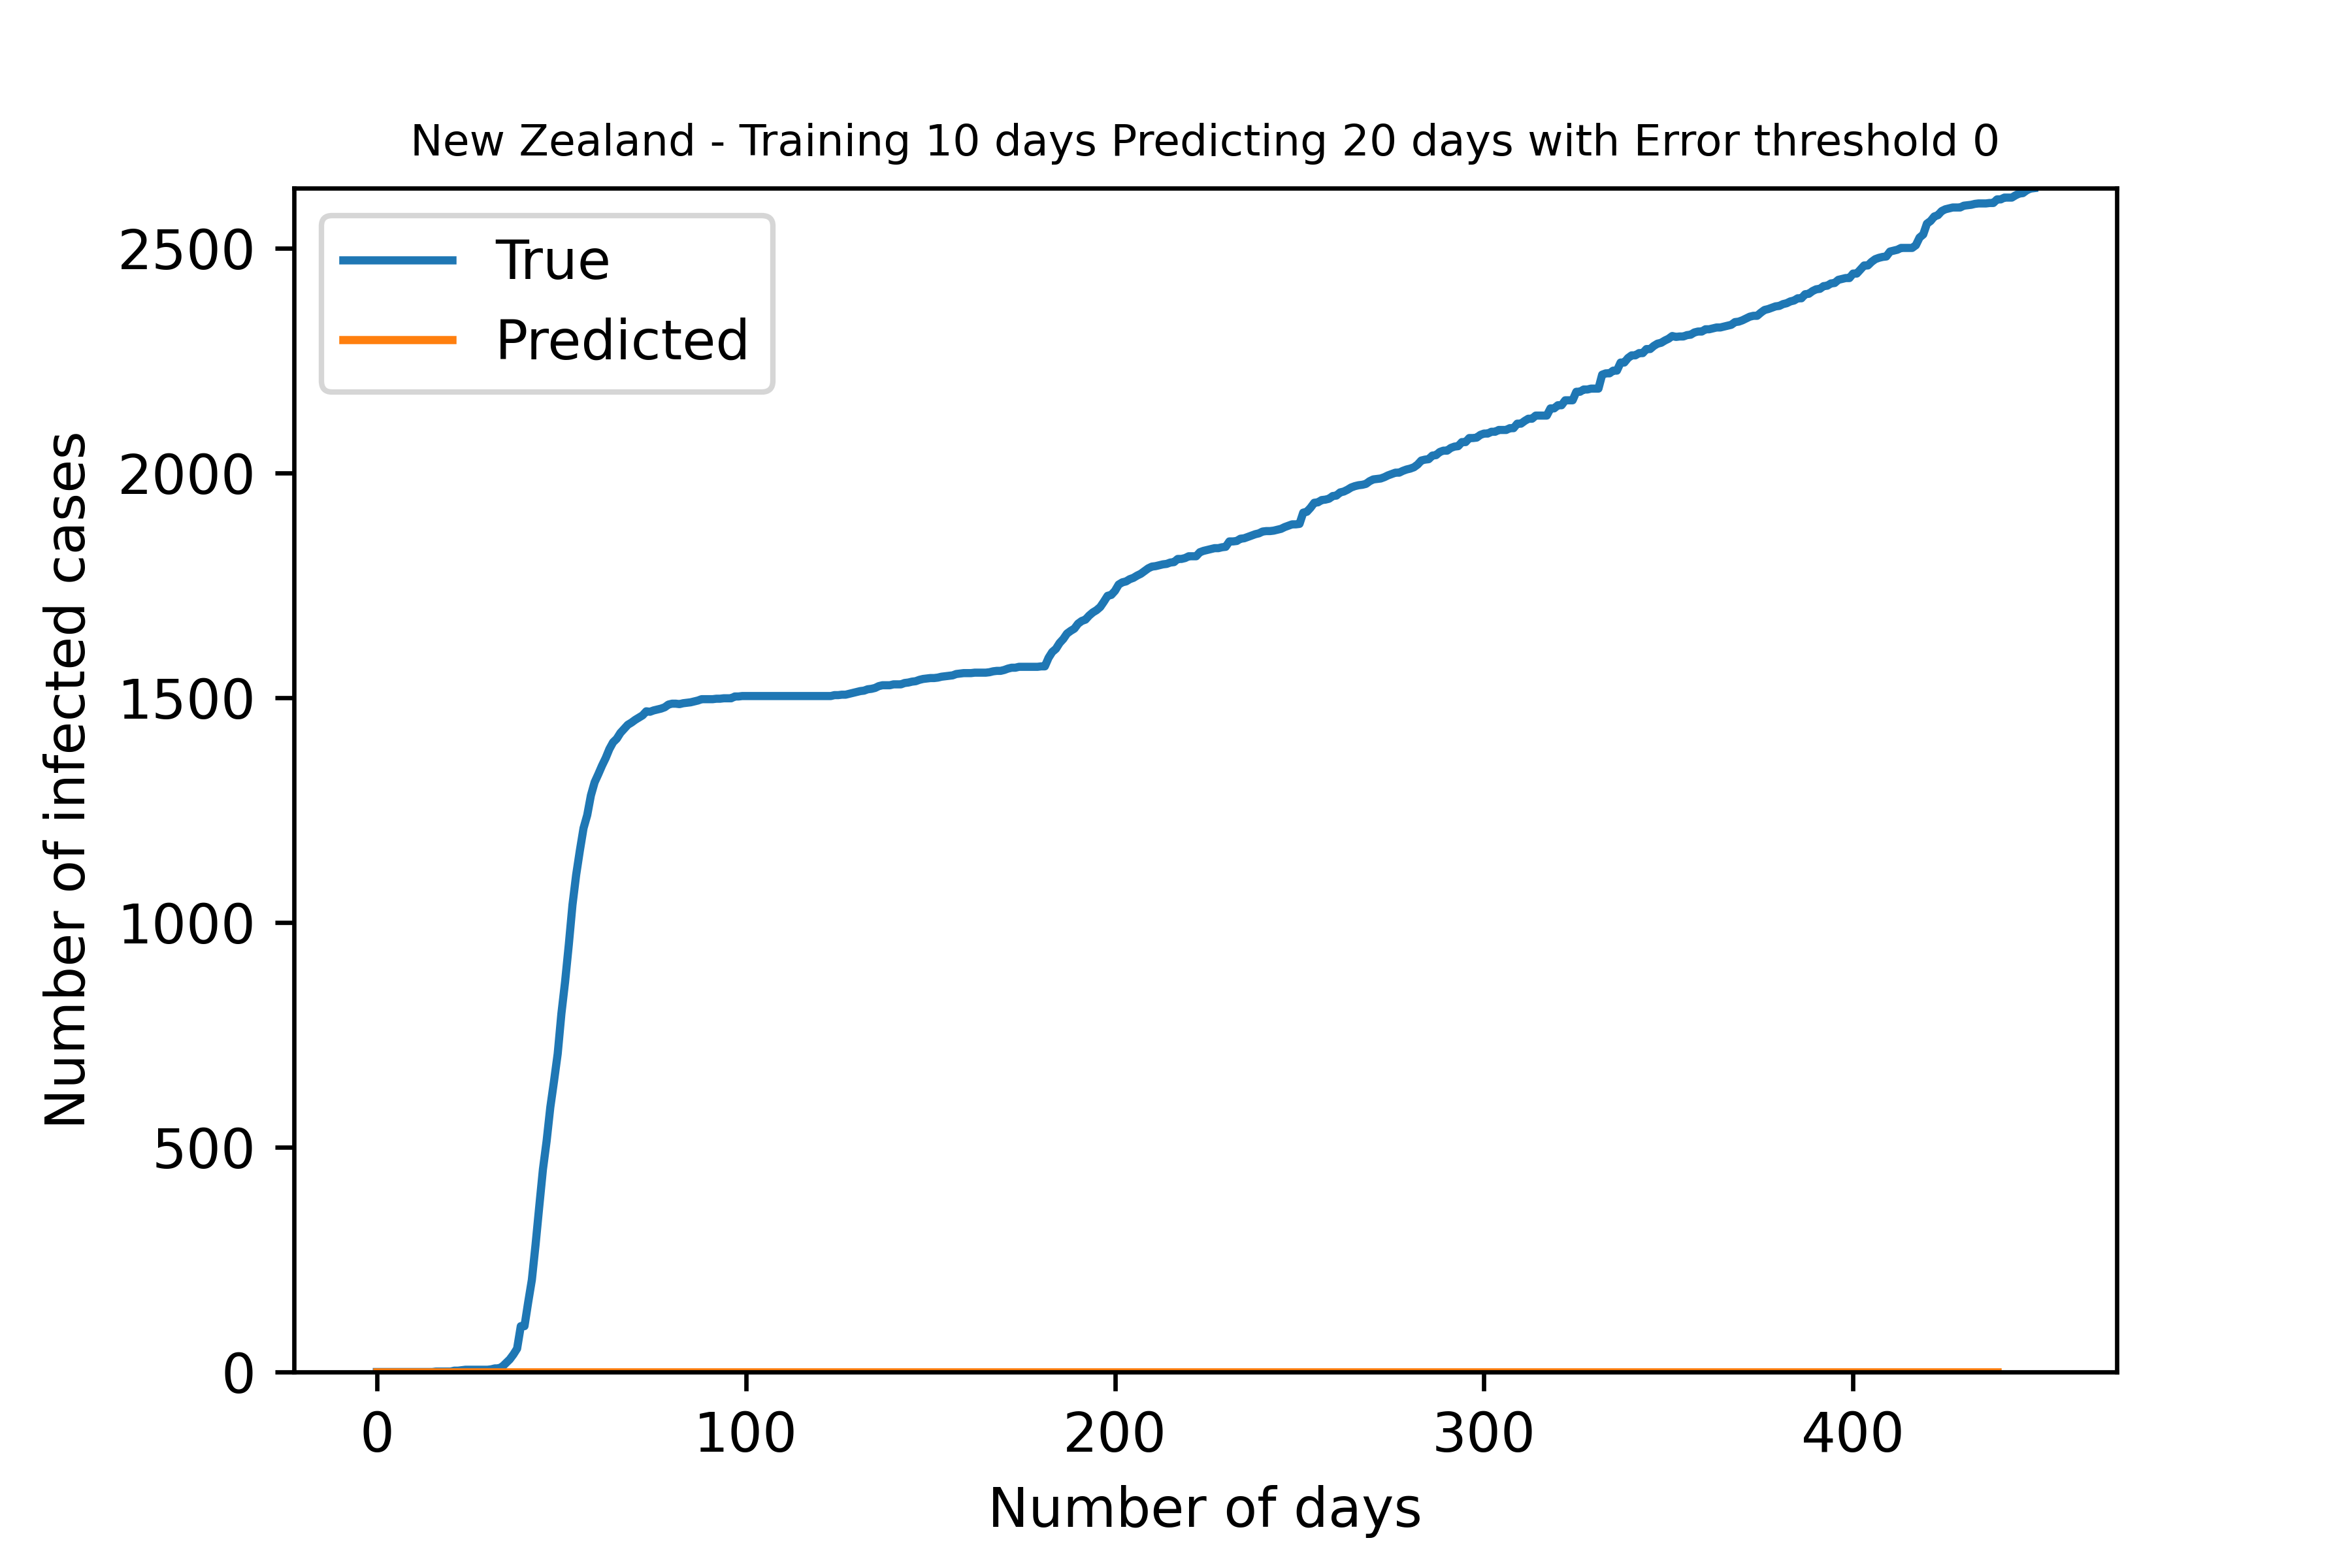 New Zealand - Training 10 days Predicting 20 days with Error threshold 0
True
Predicted
Number of infected cases
2500
2000
1500
1000
500
0
0 100 200 300 400
Number of days